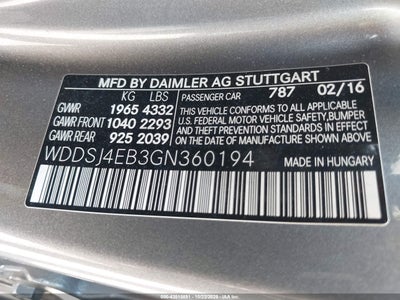 MFD BY DAIMLER AG STUTTGART
KG LBS PASSENGER CAR 787 02/16
GVWR 1965 4332
GAWR FRONT 1040 2293
GAWR REAR 925 2039
THIS VEHICLE CONFORMS TO ALL APPLICABLE
U.S. FEDERAL MOTOR VEHICLE SAFETY, BUMPER
AND THEFT PREVENTION STANDARDS IN EFFECT
ON THE DATE OF MANUFACTURE SHOWN ABOVE
WDDSJ4EB3GN360194
MADE IN HUNGARY